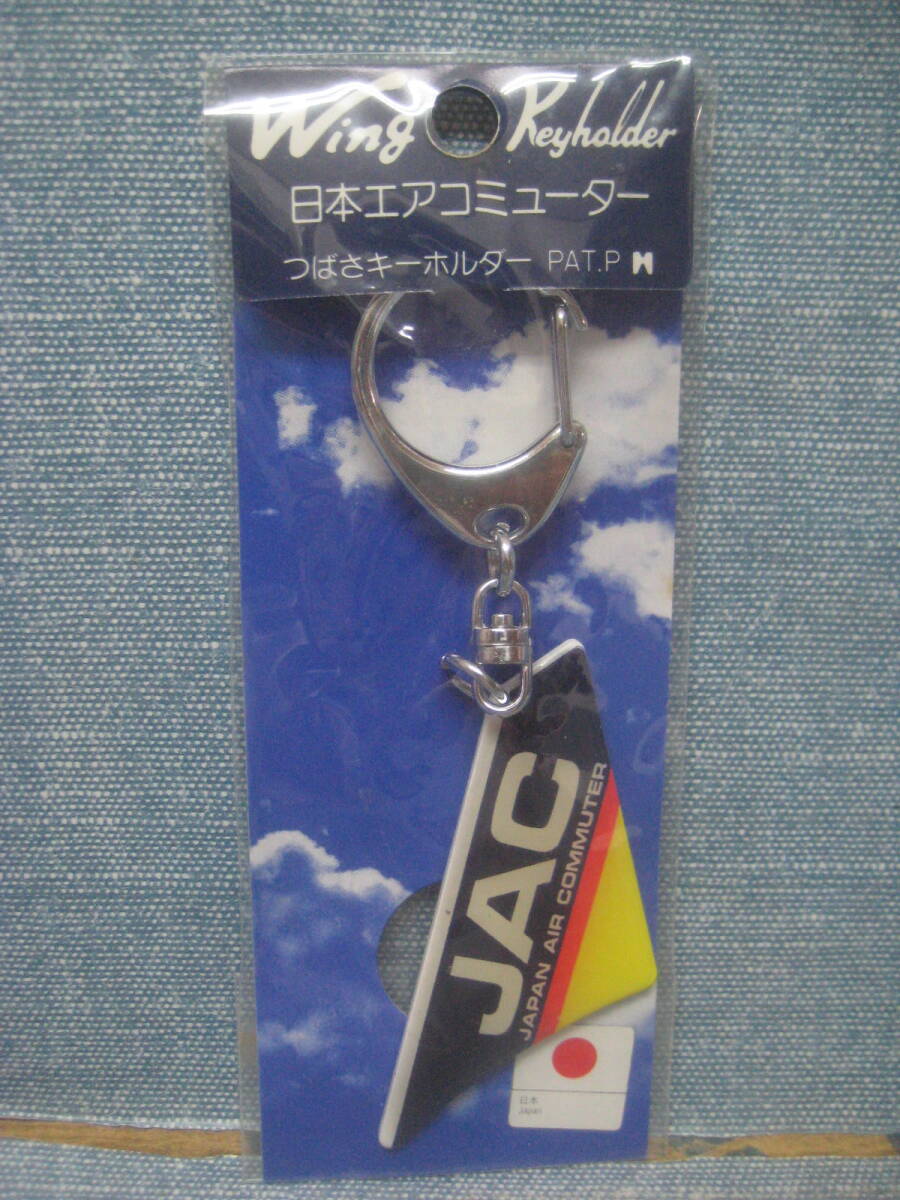 Wing Keyholder
日本エアコミューター
つばさキーホルダー PAT.P
JAC
JAPAN AIR COMMUTER
日本
Japan